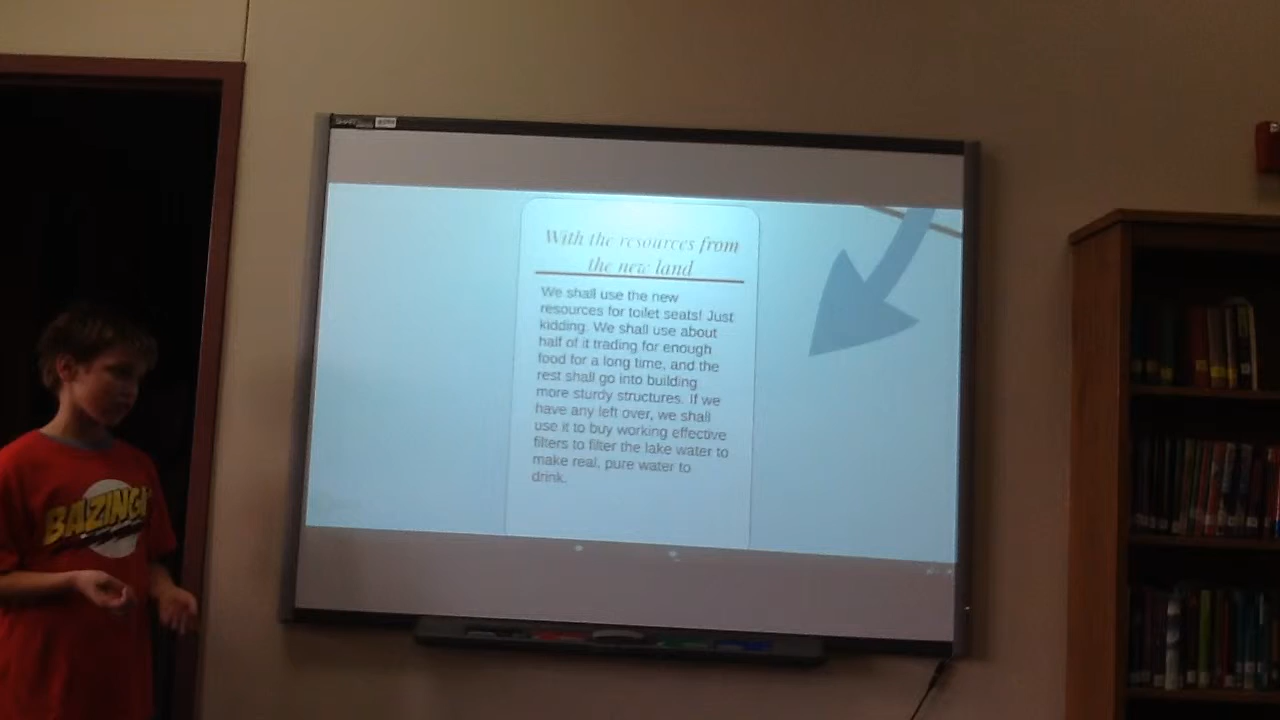 SMART
With the resources from
the new land
We shall use the new
resources for toilet seats! Just
kidding. We shall use about
half of it trading for enough
food for a long time, and the
rest shall go into building
more sturdy structures. If we
have any left over, we shall
use it to buy working effective
filters to filter the lake water to
make real, pure water to
drink.
BAZINGA